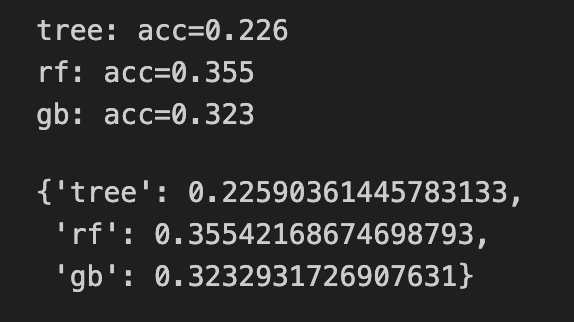 tree: acc=0.226
rf: acc=0.355
gb: acc=0.323
{'tree': 0.22590361445783133,
'rf': 0.35542168674698793,
'gb': 0.3232931726907631}